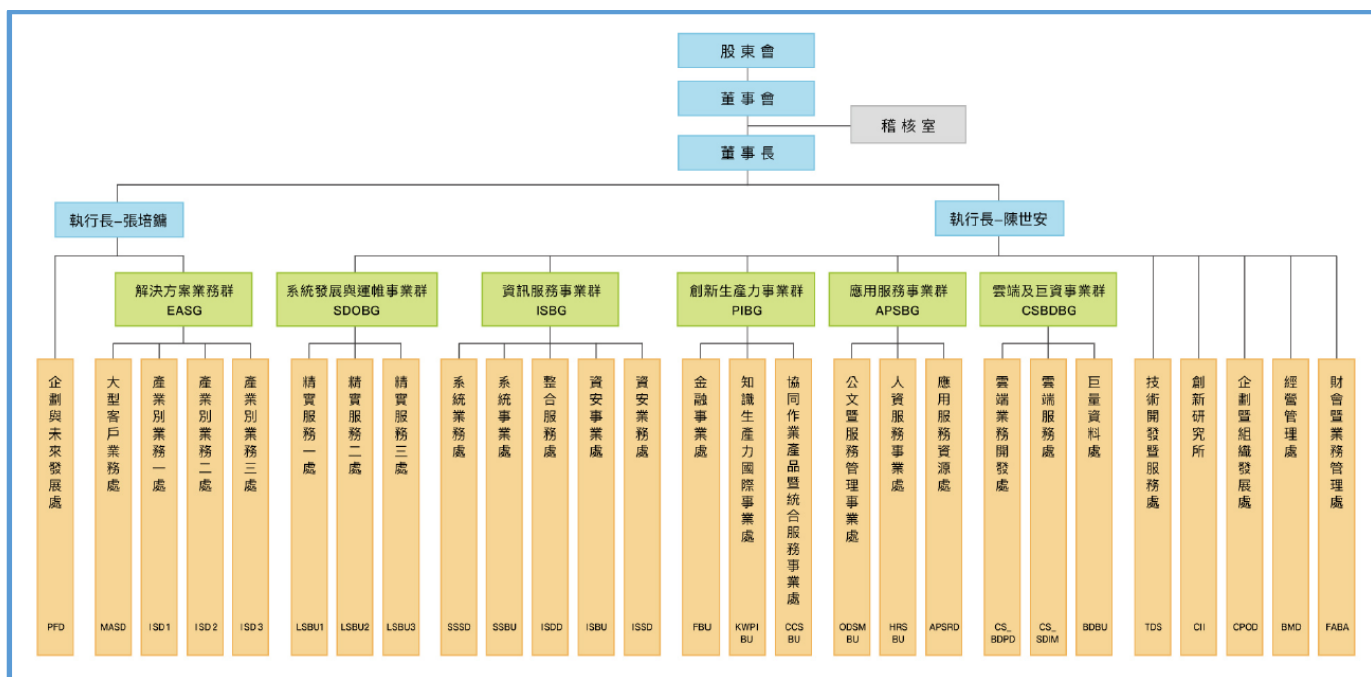 股東會
董事會
稽核室
董事長
執行長–張培鏞
執行長–陳世安
解決方案業務群
EASG
系統發展與運帷事業群
SDOBG
資訊服務事業群
ISBG
創新生產力事業群
PIBG
應用服務事業群
APSBG
雲端及巨資事業群
CSBDBG
企劃與未來發展處
PFD
大型客戶業務處
MASD
產業別業務一處
ISD1
產業別業務二處
ISD2
產業別業務三處
ISD3
精實服務一處
LSBU1
精實服務二處
LSBU2
精實服務三處
LSBU3
系統業務處
SSSD
系統事業處
SSBU
整合服務處
ISDD
資安事業處
ISBU
資安業務處
ISSD
金融事業處
FBU
知識生產力國際事業處
KWPI
BU
協同作業產品暨統合服務事業處
CCS
BU
公文暨服務管理事業處
ODSM
BU
人資服務事業處
HRS
BU
應用服務資源處
APSRD
雲端業務開發處
CS_
BDPD
雲端服務處
CS_
SDIM
巨量資料處
BDBU
技術開發暨服務處
TDS
創新研究所
CII
企劃暨組織發展處
CPOD
經營管理處
BMD
財會暨業務管理處
FABA